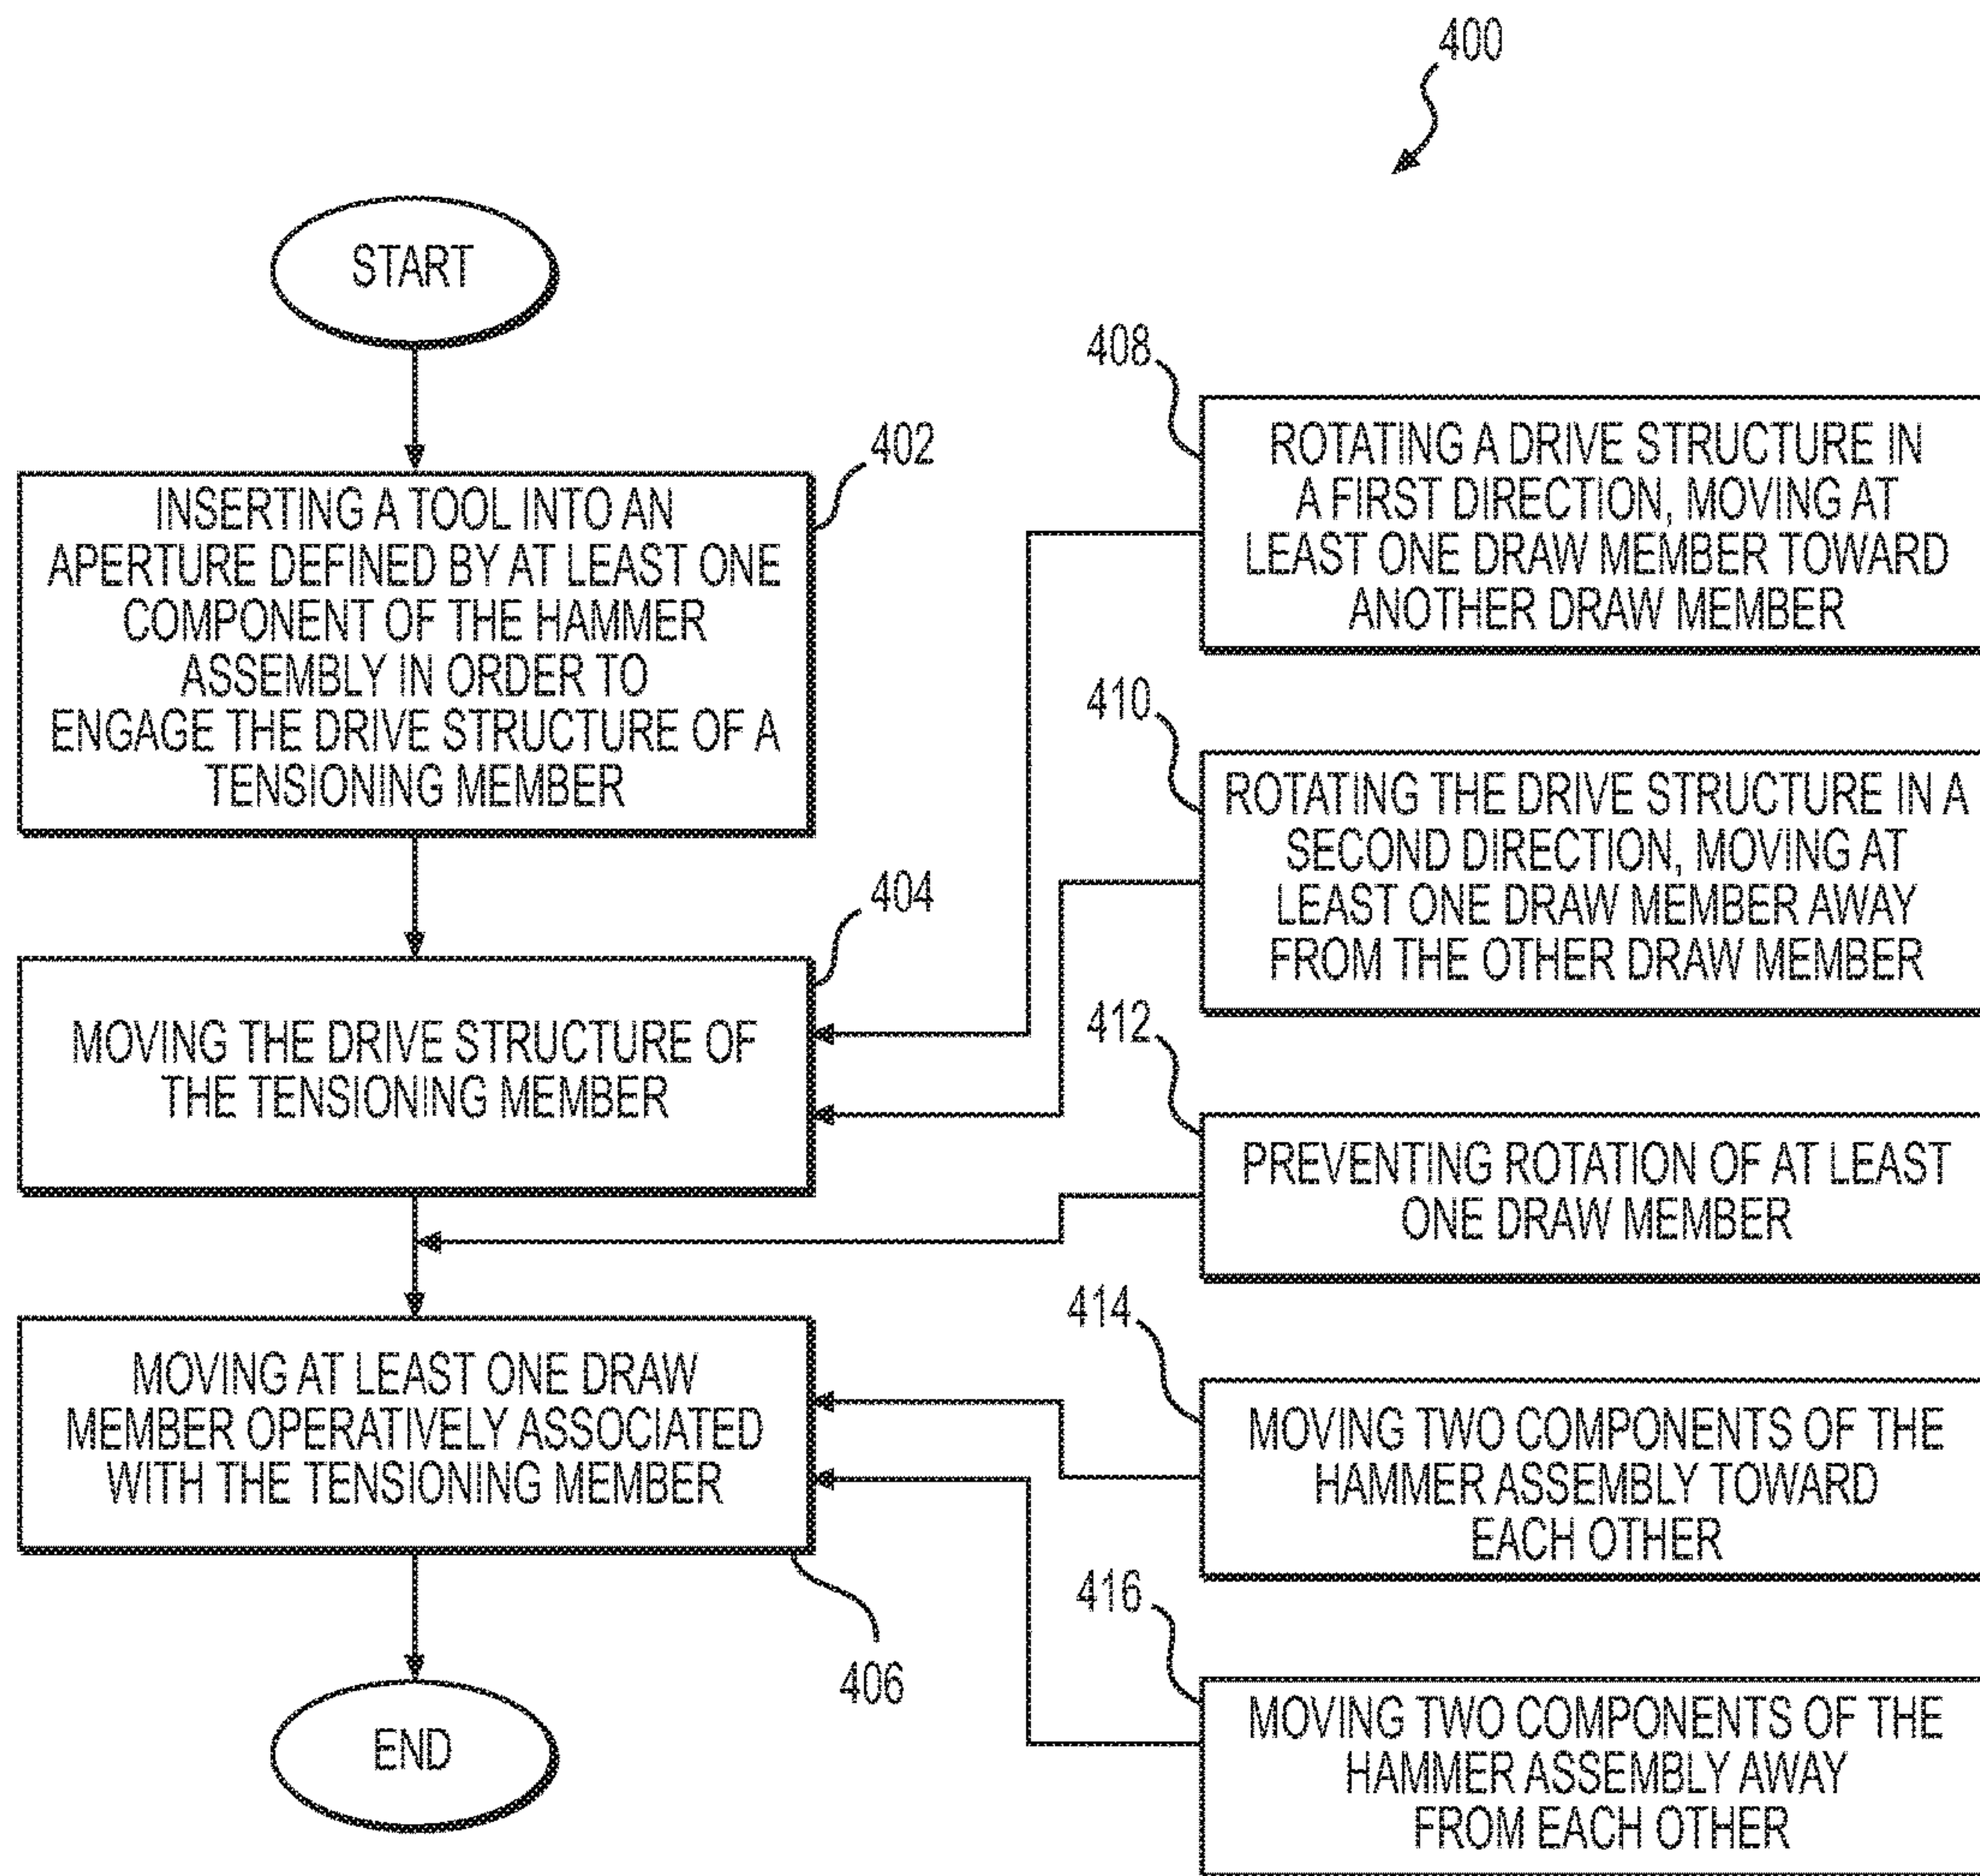 400
START
402
INSERTING A TOOL INTO AN
APERTURE DEFINED BY AT LEAST ONE
COMPONENT OF THE HAMMER
ASSEMBLY IN ORDER TO
ENGAGE THE DRIVE STRUCTURE OF A
TENSIONING MEMBER
404
MOVING THE DRIVE STRUCTURE OF
THE TENSIONING MEMBER
MOVING AT LEAST ONE DRAW
MEMBER OPERATIVELY ASSOCIATED
WITH THE TENSIONING MEMBER
406
END
408
ROTATING A DRIVE STRUCTURE IN
A FIRST DIRECTION, MOVING AT
LEAST ONE DRAW MEMBER TOWARD
ANOTHER DRAW MEMBER
410
ROTATING THE DRIVE STRUCTURE IN A
SECOND DIRECTION, MOVING AT
LEAST ONE DRAW MEMBER AWAY
FROM THE OTHER DRAW MEMBER
412
PREVENTING ROTATION OF AT LEAST
ONE DRAW MEMBER
414
MOVING TWO COMPONENTS OF THE
HAMMER ASSEMBLY TOWARD
EACH OTHER
416
MOVING TWO COMPONENTS OF THE
HAMMER ASSEMBLY AWAY
FROM EACH OTHER